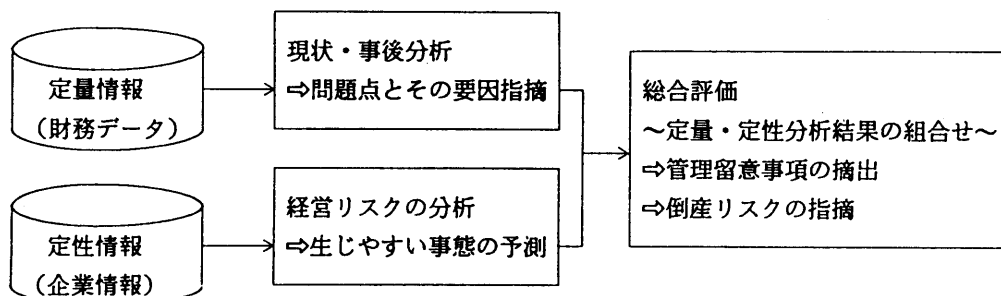 定量情報
(財務データ)
現状・事後分析
⇨問題点とその要因指摘
定性情報
(企業情報)
経営リスクの分析
⇨生じやすい事態の予測
総合評価
～定量・定性分析結果の組合せ～
⇨管理留意事項の摘出
⇨倒産リスクの指摘